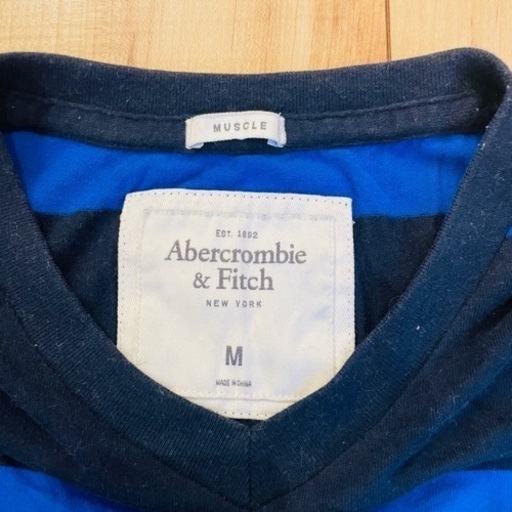 MUSCLE
EST. 1892
Abercrombie
& Fitch
NEW YORK
M
MADE IN CHINA